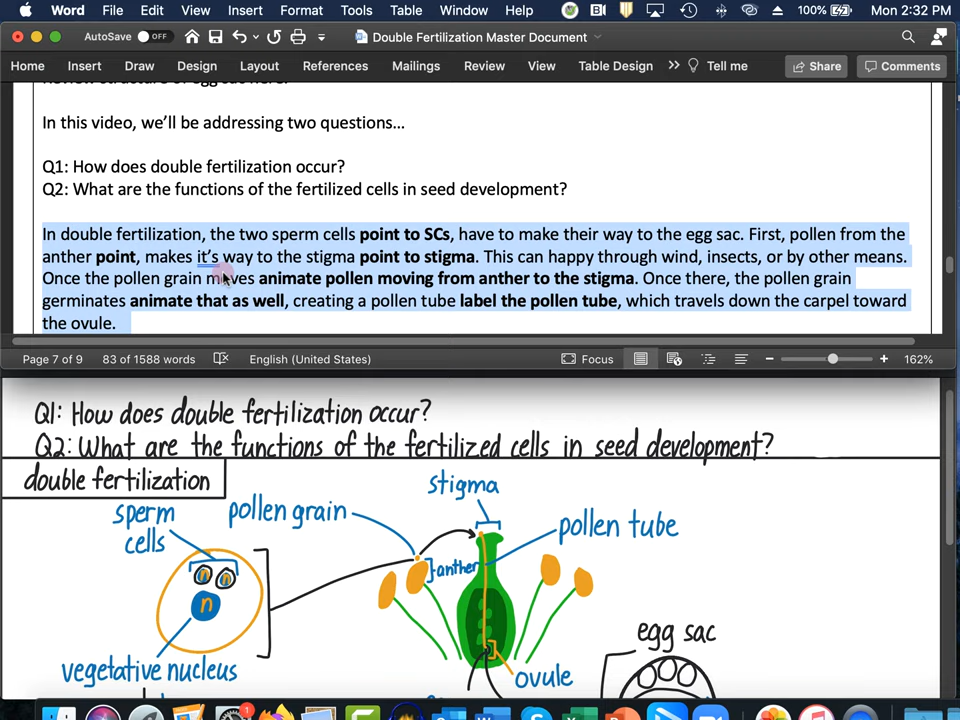 Word File Edit View Insert Format Tools Table Window Help 100% Mon 2:32 PM
AutoSave OFF Double Fertilization Master Document
Home Insert Draw Design Layout References Mailings Review View Table Design Tell me Share Comments
In this video, we'll be addressing two questions...
Q1: How does double fertilization occur?
Q2: What are the functions of the fertilized cells in seed development?
In double fertilization, the two sperm cells point to SCs, have to make their way to the egg sac. First, pollen from the
anther point, makes it's way to the stigma point to stigma. This can happy through wind, insects, or by other means.
Once the pollen grain moves animate pollen moving from anther to the stigma. Once there, the pollen grain
germinates animate that as well, creating a pollen tube label the pollen tube, which travels down the carpel toward
the ovule.
Page 7 of 9 83 of 1588 words English (United States) Focus 162%
Q1: How does double fertilization occur?
Q2: What are the functions of the fertilized cells in seed development?
double fertilization
stigma
sperm
cells
pollen grain
pollen tube
anther
n
n
n
egg sac
vegetative nucleus
ovule